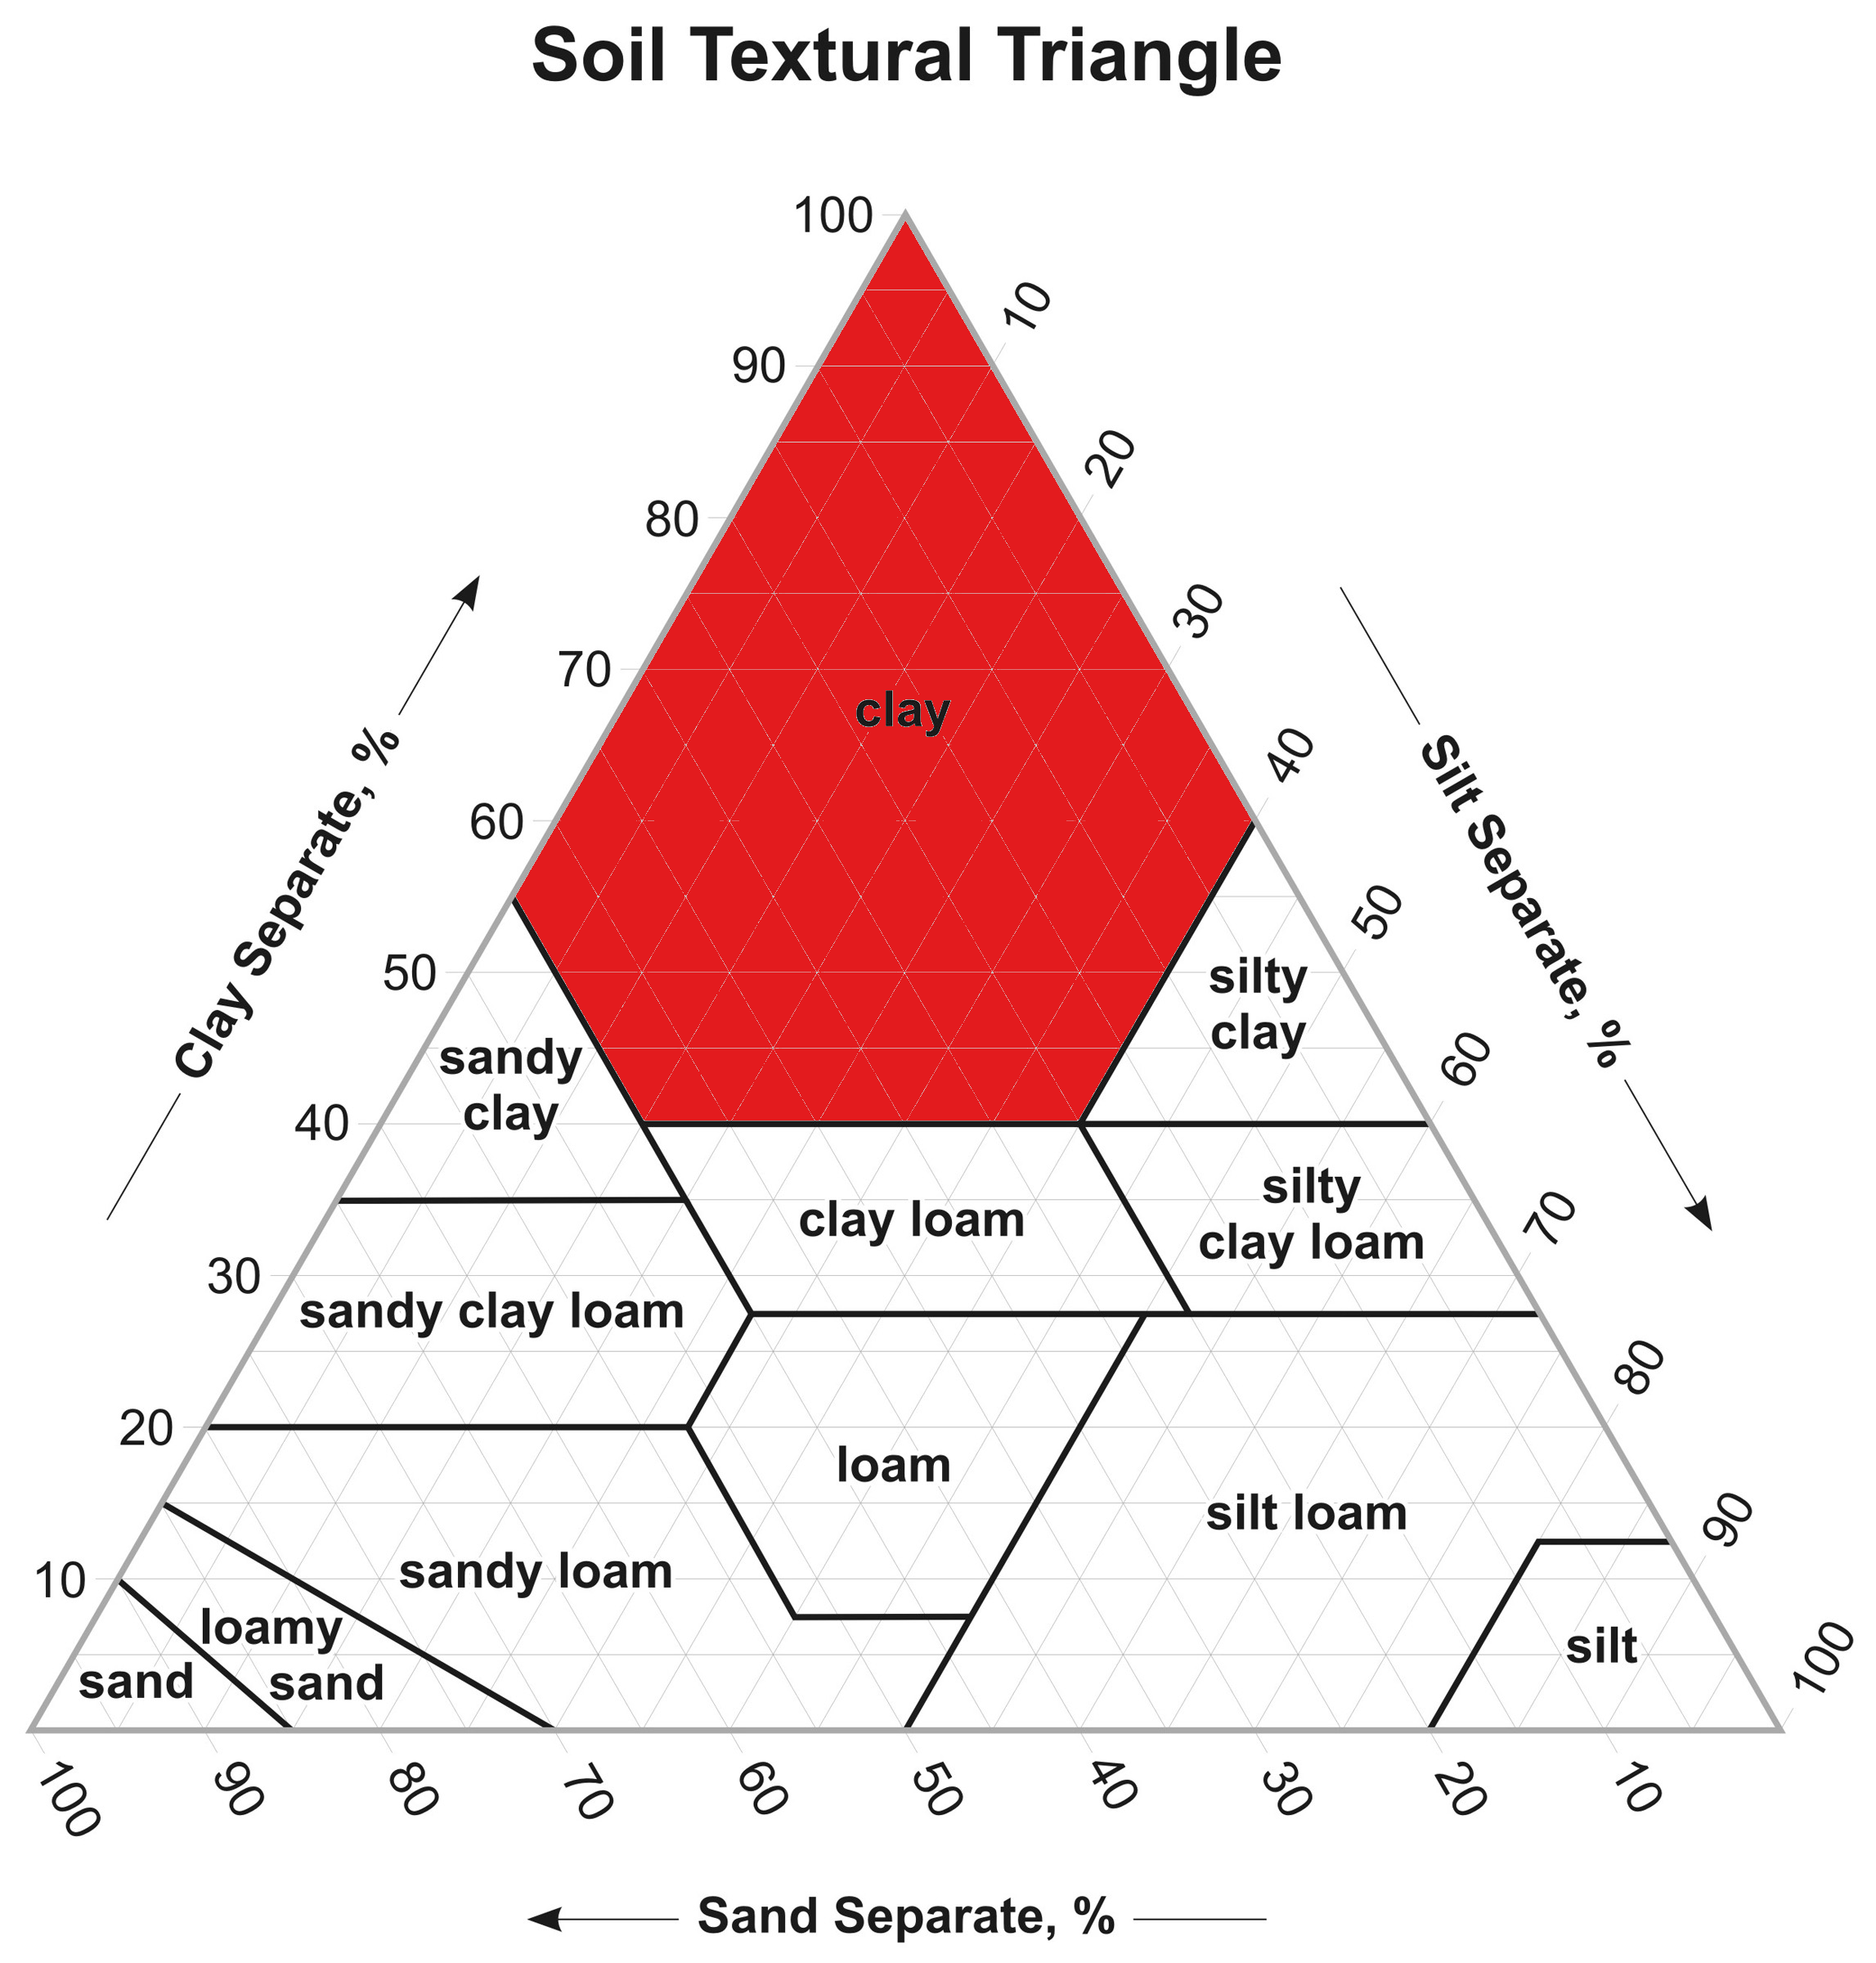 Soil Textural Triangle
100
10
90
20
80
30
70
clay
40
60
Clay Separate, %
Silt Separate, %
50
50
silty
clay
sandy
clay
60
40
silty
clay loam
clay loam
70
30
sandy clay loam
80
20
loam
silt loam
90
10
sandy loam
loamy
sand
silt
sand
100
100
90
80
70
60
50
40
30
20
10
Sand Separate, %